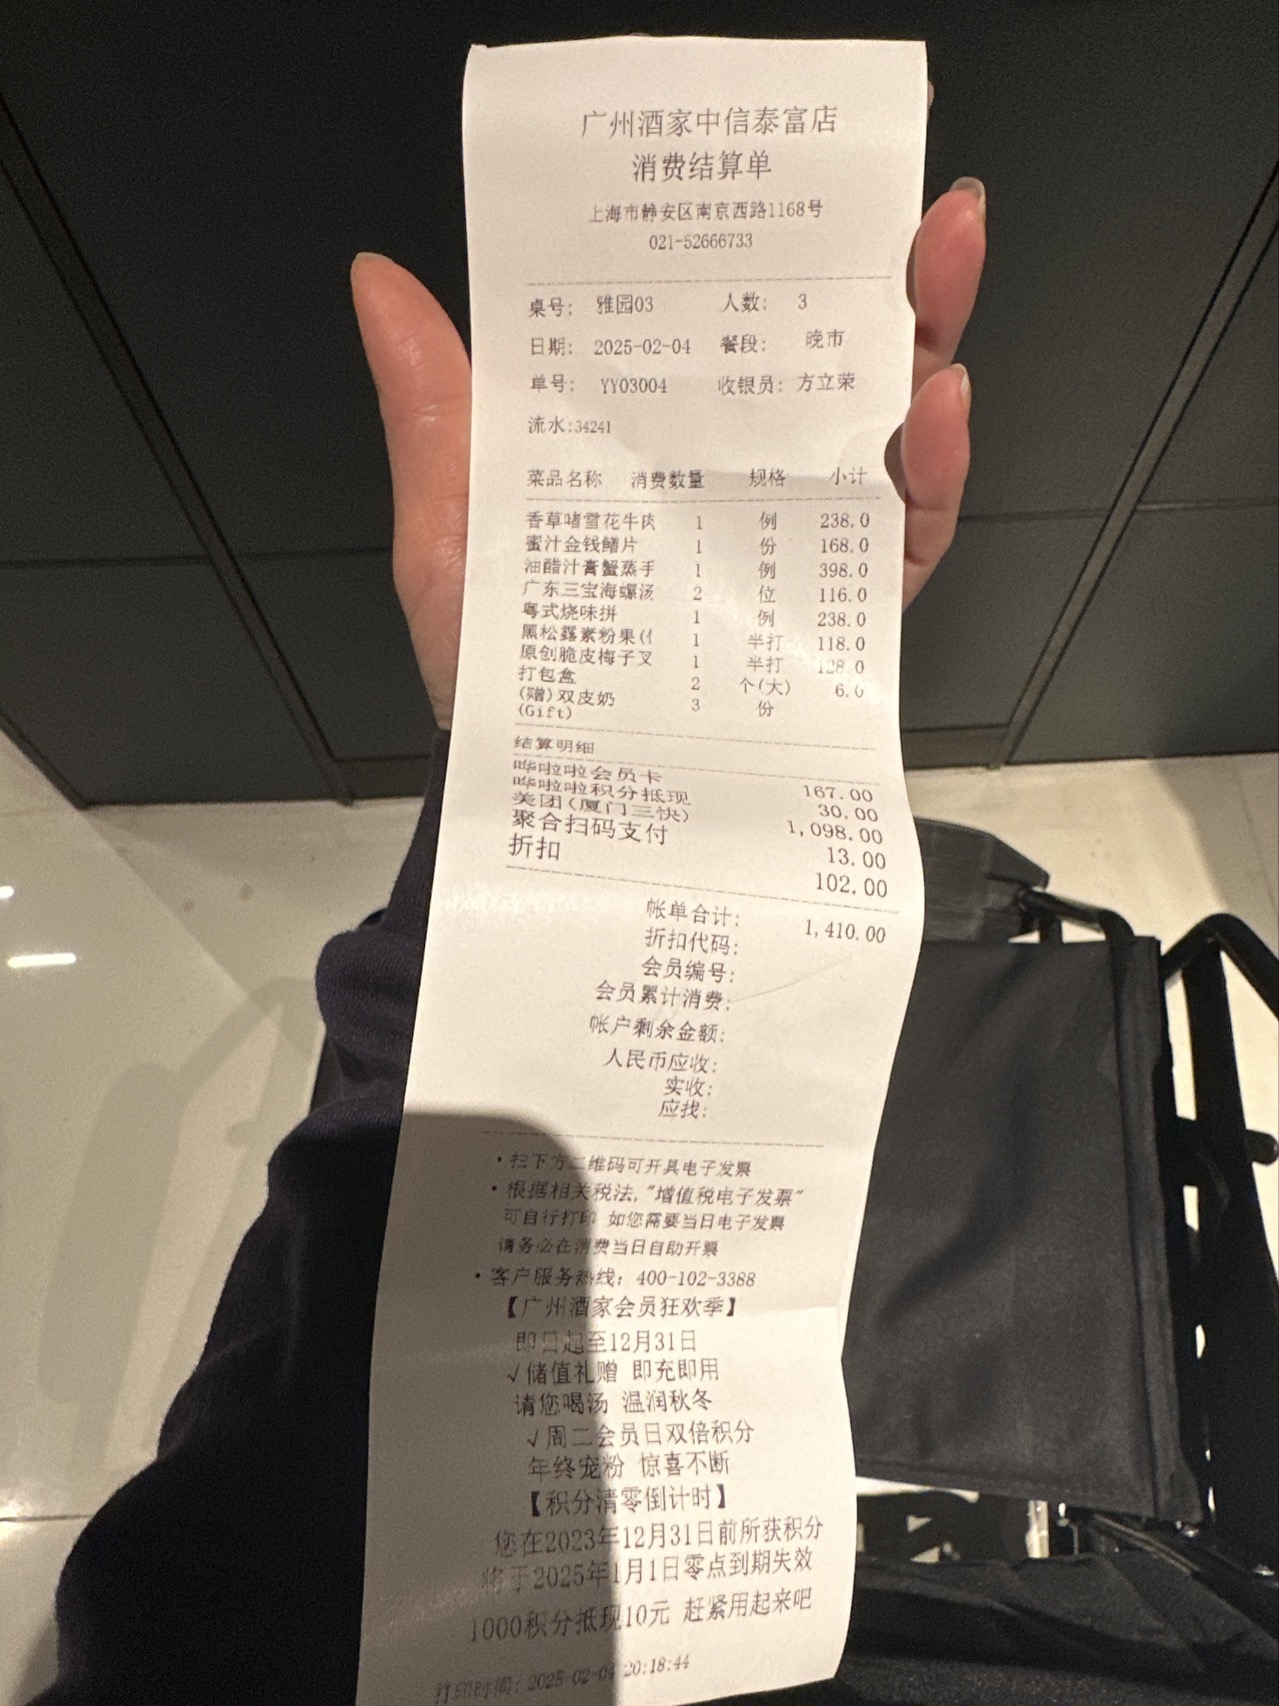 广州酒家中信泰富店
消费结算单
上海市静安区南京西路1168号
021-52666733
桌号: 雅园03 人数: 3
日期: 2025-02-04 餐段: 晚市
单号: YY03004 收银员: 方立荣
流水:34241
菜品名称 消费数量 规格 小计
香草啫雪花牛肉 1 例 238.0
蜜汁金钱鳝片 1 份 168.0
油醋汁膏蟹蒸手 1 例 398.0
广东三宝海螺汤 2 位 116.0
粤式烧味拼 1 例 238.0
黑松露素粉果( 1 半打 118.0
原创脆皮梅子叉 1 半打 128.0
打包盒 2 个(大) 6.0
(赠)双皮奶 3 份
(Gift)
结算明细
哗啦啦会员卡 167.00
哗啦啦积分抵现 30.00
美团(厦门三快) 1,098.00
聚合扫码支付 13.00
折扣 102.00
帐单合计: 1,410.00
折扣代码:
会员编号:
会员累计消费:
帐户剩余金额:
人民币应收:
实收:
应找:
·扫下方二维码可开具电子发票
·根据相关税法,"增值税电子发票"
可自行打印 如您需要当日电子发票
请务必在消费当日自助开票
·客户服务热线: 400-102-3388
【广州酒家会员狂欢季】
即日起至12月31日
√储值礼赠 即充即用
请您喝汤 温润秋冬
√周二会员日双倍积分
年终宠粉 惊喜不断
【积分清零倒计时】
您在2023年12月31日前所获积分
将于2025年1月1日零点到期失效
1000积分抵现10元 赶紧用起来吧
打印时间: 2025-02-04 20:18:44